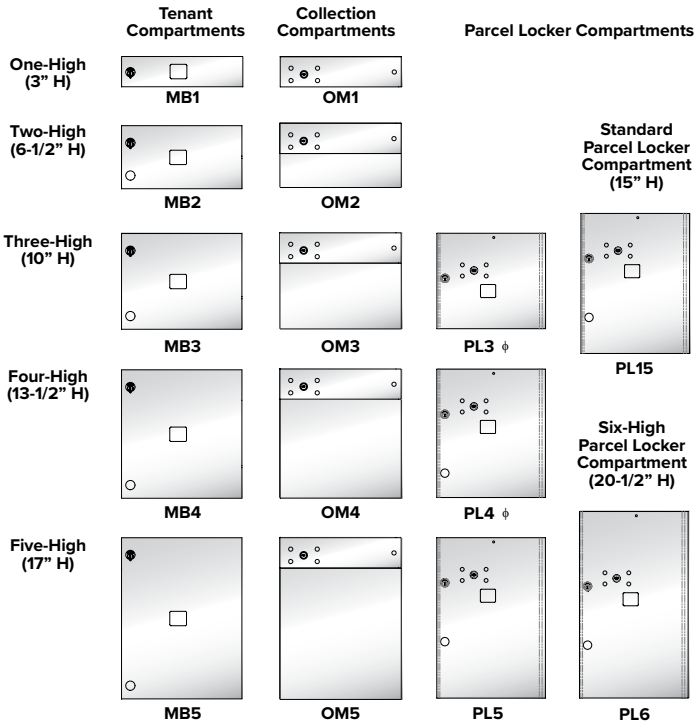 Tenant
Compartments
Collection
Compartments
Parcel Locker Compartments
One-High
(3” H)
MB1
OM1
Two-High
(6-1/2” H)
MB2
OM2
Standard
Parcel Locker
Compartment
(15” H)
Three-High
(10” H)
MB3
OM3
PL3 ϕ
PL15
Four-High
(13-1/2” H)
MB4
OM4
PL4 ϕ
Six-High
Parcel Locker
Compartment
(20-1/2” H)
Five-High
(17” H)
MB5
OM5
PL5
PL6